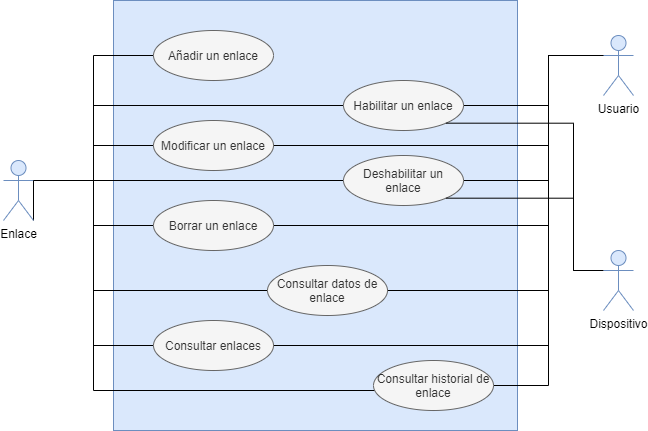 Añadir un enlace
Habilitar un enlace
Usuario
Modificar un enlace
Deshabilitar un
enlace
Enlace
Borrar un enlace
Consultar datos de
enlace
Dispositivo
Consultar enlaces
Consultar historial de
enlace